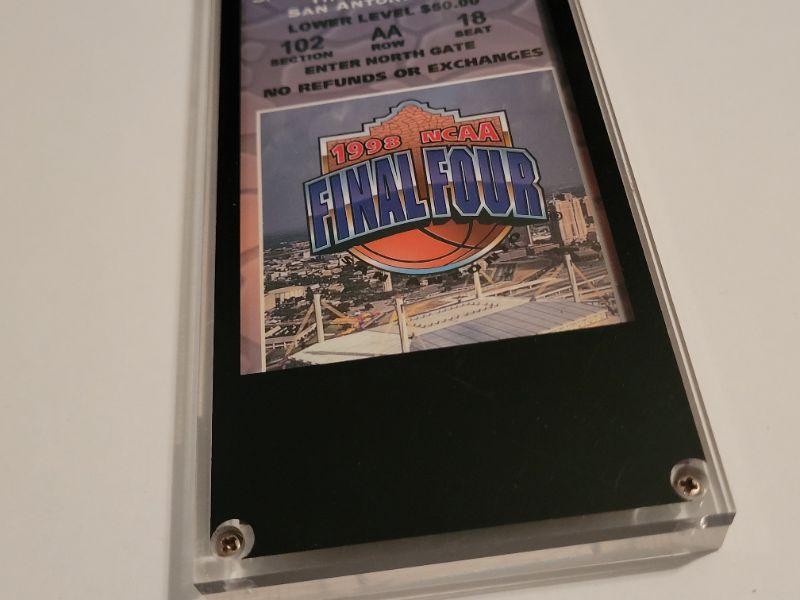 SAN ANTONIO
LOWER LEVEL $60.00
102 AA 18
SECTION ROW SEAT
ENTER NORTH GATE
NO REFUNDS OR EXCHANGES
1998 NCAA
FINAL FOUR